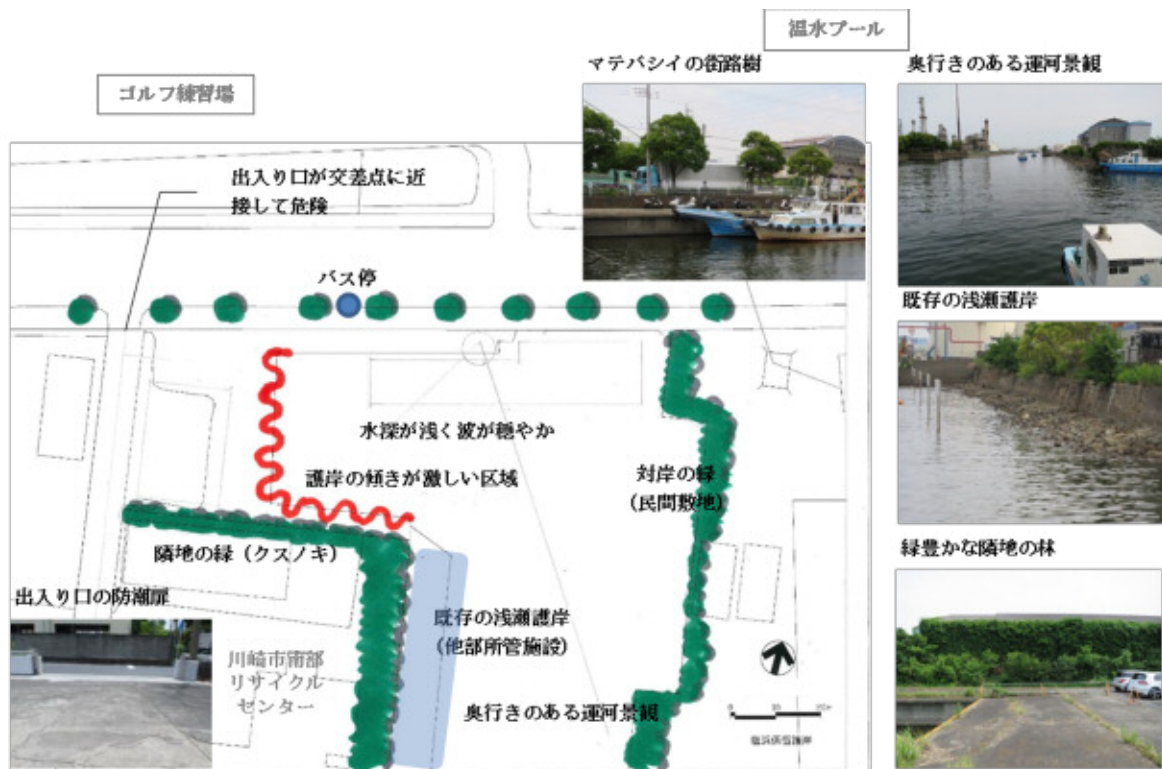 温水プール
ゴルフ練習場
マテバシイの街路樹
奥行きのある運河景観
出入り口が交差点に近
接して危険
バス停
既存の浅瀬護岸
水深が浅く波が穏やか
護岸の傾きが激しい区域
対岸の緑
(民間敷地)
隣地の緑(クスノキ)
緑豊かな隣地の林
出入り口の防潮扉
既存の浅瀬護岸
(他部所管施設)
川崎市南部
リサイクル
センター
奥行きのある運河景観